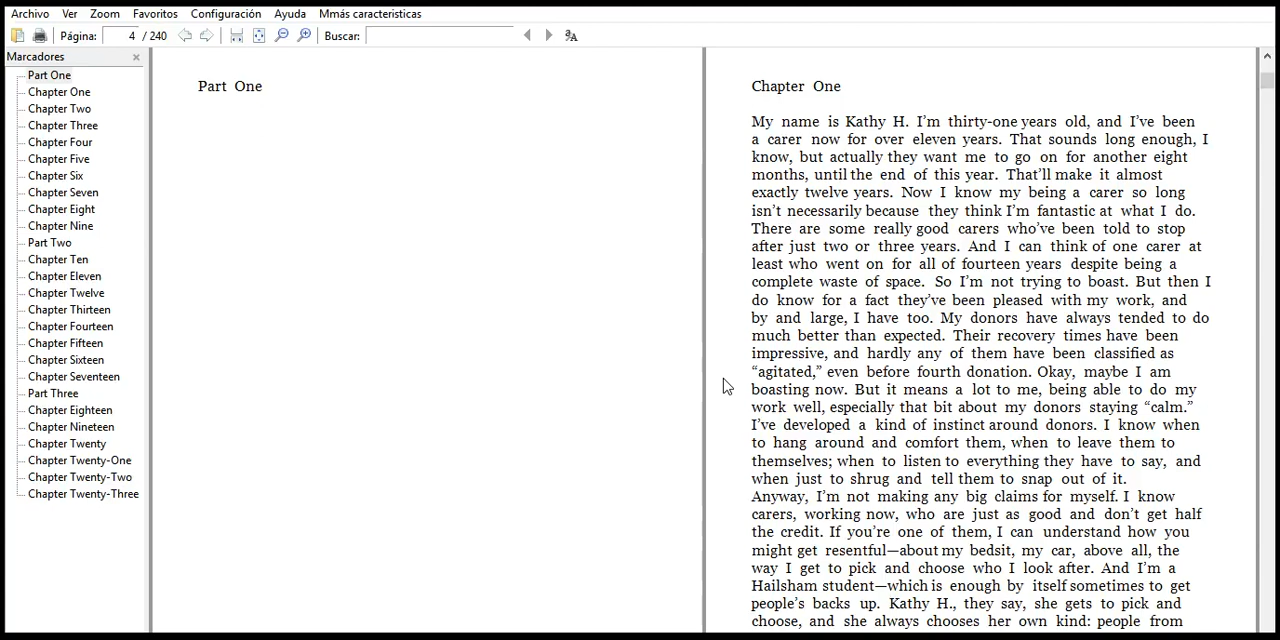 Archivo Ver Zoom Favoritos Configuración Ayuda Mmás caracteristicas
Página: 4 / 240 Buscar:
Marcadores
Part One
Chapter One
Chapter Two
Chapter Three
Chapter Four
Chapter Five
Chapter Six
Chapter Seven
Chapter Eight
Chapter Nine
Part Two
Chapter Ten
Chapter Eleven
Chapter Twelve
Chapter Thirteen
Chapter Fourteen
Chapter Fifteen
Chapter Sixteen
Chapter Seventeen
Part Three
Chapter Eighteen
Chapter Nineteen
Chapter Twenty
Chapter Twenty-One
Chapter Twenty-Two
Chapter Twenty-Three
Part One
Chapter One
My name is Kathy H. I’m thirty-one years old, and I’ve been
a carer now for over eleven years. That sounds long enough, I
know, but actually they want me to go on for another eight
months, until the end of this year. That’ll make it almost
exactly twelve years. Now I know my being a carer so long
isn’t necessarily because they think I’m fantastic at what I do.
There are some really good carers who’ve been told to stop
after just two or three years. And I can think of one carer at
least who went on for all of fourteen years despite being a
complete waste of space. So I’m not trying to boast. But then I
do know for a fact they’ve been pleased with my work, and
by and large, I have too. My donors have always tended to do
much better than expected. Their recovery times have been
impressive, and hardly any of them have been classified as
“agitated,” even before fourth donation. Okay, maybe I am
boasting now. But it means a lot to me, being able to do my
work well, especially that bit about my donors staying “calm.”
I’ve developed a kind of instinct around donors. I know when
to hang around and comfort them, when to leave them to
themselves; when to listen to everything they have to say, and
when just to shrug and tell them to snap out of it.
Anyway, I’m not making any big claims for myself. I know
carers, working now, who are just as good and don’t get half
the credit. If you’re one of them, I can understand how you
might get resentful—about my bedsit, my car, above all, the
way I get to pick and choose who I look after. And I’m a
Hailsham student—which is enough by itself sometimes to get
people’s backs up. Kathy H., they say, she gets to pick and
choose, and she always chooses her own kind: people from